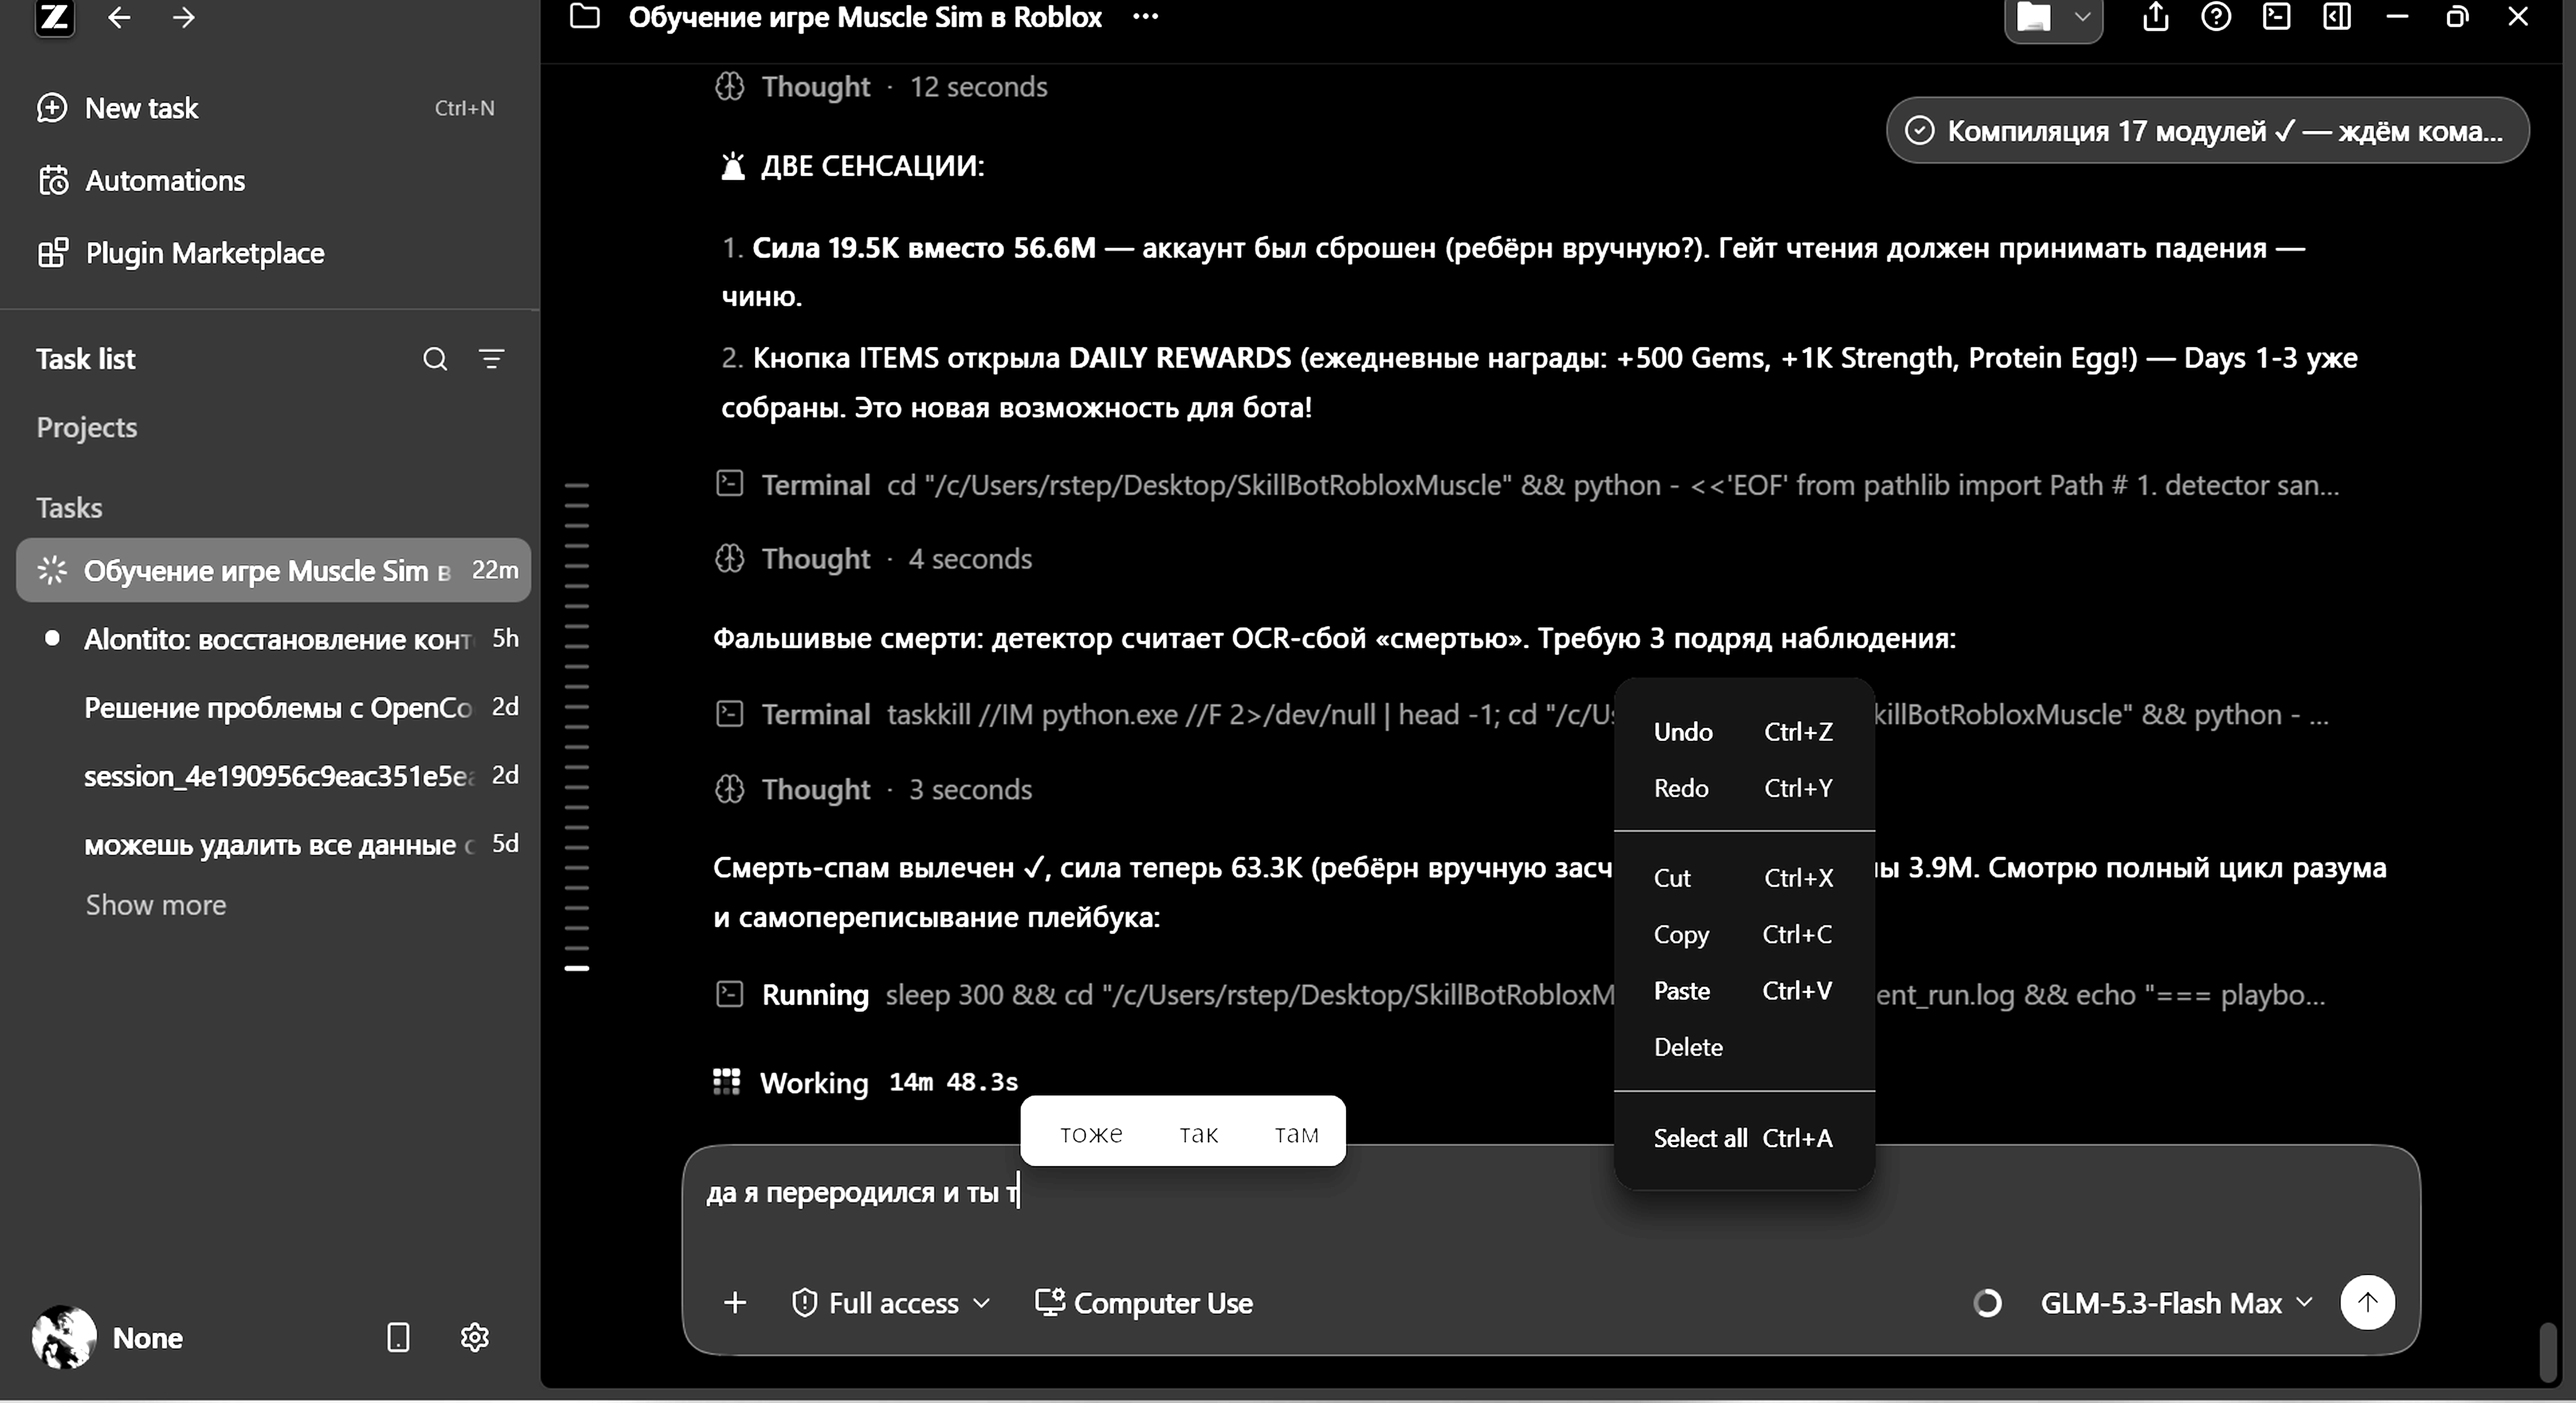 Z
New task Ctrl+N
Automations
Plugin Marketplace
Task list
Projects
Tasks
Обучение игре Muscle Sim в 22m
Alontito: восстановление конт 5h
Решение проблемы с OpenCo 2d
session_4e190956c9eac351e5ea 2d
можешь удалить все данные с 5d
Show more
None
Обучение игре Muscle Sim в Roblox ...
Thought · 12 seconds
Компиляция 17 модулей ✓ — ждём кома...
ДВЕ СЕНСАЦИИ:
1. Сила 19.5K вместо 56.6M — аккаунт был сброшен (ребёрн вручную?). Гейт чтения должен принимать падения —
чиню.
2. Кнопка ITEMS открыла DAILY REWARDS (ежедневные награды: +500 Gems, +1K Strength, Protein Egg!) — Days 1-3 уже
собраны. Это новая возможность для бота!
Terminal cd "/c/Users/rstep/Desktop/SkillBotRobloxMuscle" && python - <<'EOF' from pathlib import Path # 1. detector san...
Thought · 4 seconds
Фальшивые смерти: детектор считает OCR-сбой «смертью». Требую 3 подряд наблюдения:
Terminal taskkill //IM python.exe //F 2>/dev/null | head -1; cd "/c/Us killBotRobloxMuscle" && python - ...
Thought · 3 seconds
Смерть-спам вылечен ✓, сила теперь 63.3K (ребёрн вручную засч ы 3.9M. Смотрю полный цикл разума
и самопереписывание плейбука:
Running sleep 300 && cd "/c/Users/rstep/Desktop/SkillBotRobloxM ent_run.log && echo "=== playbo...
Working 14m 48.3s
Undo Ctrl+Z
Redo Ctrl+Y
Cut Ctrl+X
Copy Ctrl+C
Paste Ctrl+V
Delete
Select all Ctrl+A
тоже так там
да я переродился и ты т
Full access Computer Use GLM-5.3-Flash Max